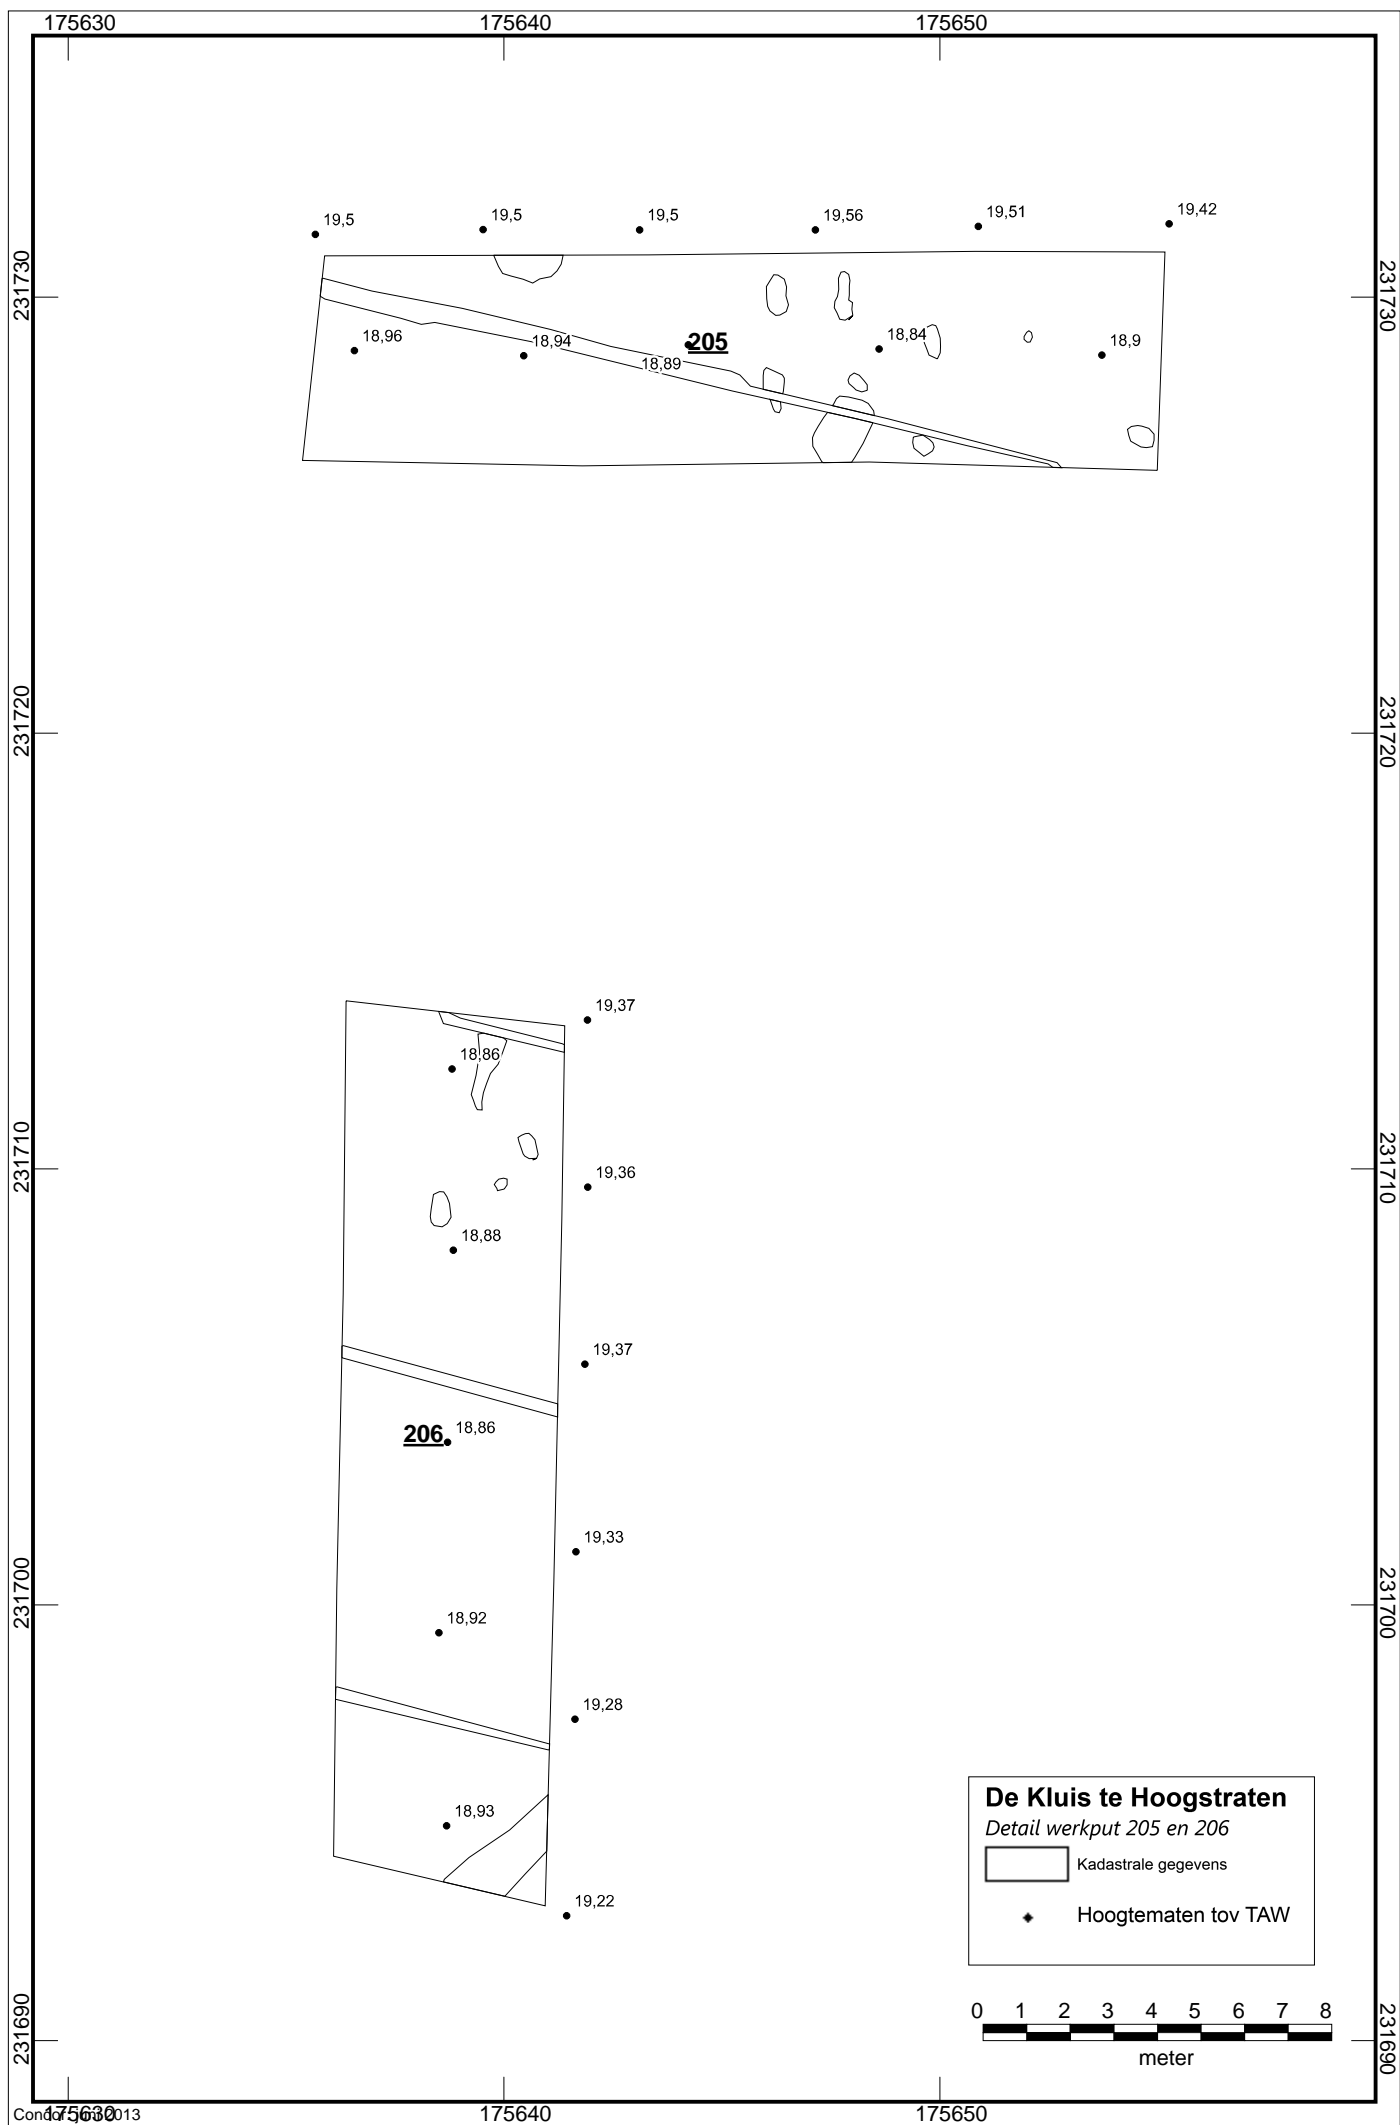 175630 175640 175650
19,5 19,5 19,5 19,56 19,51 19,42
231730 231730
18,96 18,94 18,89 205 18,84 18,9
231720 231720
19,37
18,86
231710 231710
19,36
18,88
19,37
206 18,86
19,33
231700 231700
18,92
19,28
18,93
19,22
De Kluis te Hoogstraten
Detail werkput 205 en 206
Kadastrale gegevens
Hoogtematen tov TAW
0 1 2 3 4 5 6 7 8
meter
231690 231690
175630 175640 175650
2013